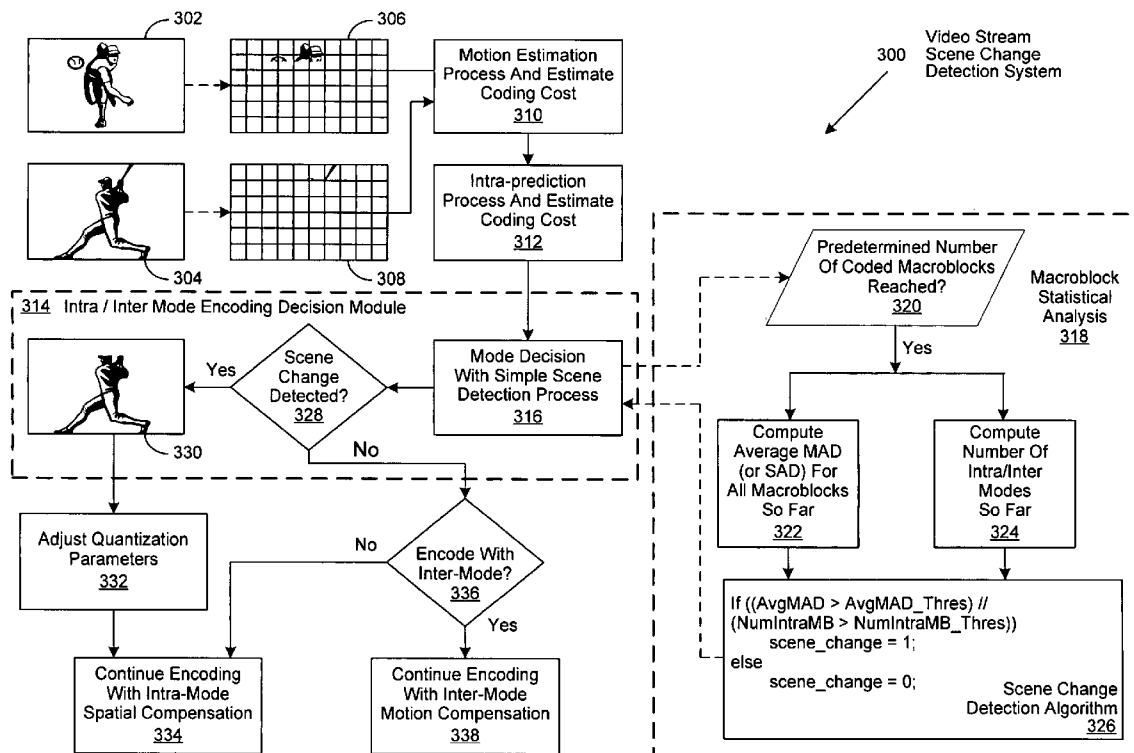 302
306
Motion Estimation
Process And Estimate
Coding Cost
310
300
Video Stream
Scene Change
Detection System
304
308
Intra-prediction
Process And Estimate
Coding Cost
312
Predetermined Number
Of Coded Macroblocks
Reached?
320
Macroblock
Statistical
Analysis
318
Yes
314 Intra / Inter Mode Encoding Decision Module
Yes
Scene
Change
Detected?
328
Mode Decision
With Simple Scene
Detection Process
316
330
No
Compute
Average MAD
(or SAD) For
All Macroblocks
So Far
322
Compute
Number Of
Intra/Inter
Modes
So Far
324
Adjust Quantization
Parameters
332
No
Encode With
Inter-Mode?
336
Yes
If ((AvgMAD > AvgMAD_Thres) //
(NumIntraMB > NumIntraMB_Thres))
scene_change = 1;
else
scene_change = 0;
Scene Change
Detection Algorithm
326
Continue Encoding
With Intra-Mode
Spatial Compensation
334
Continue Encoding
With Inter-Mode
Motion Compensation
338